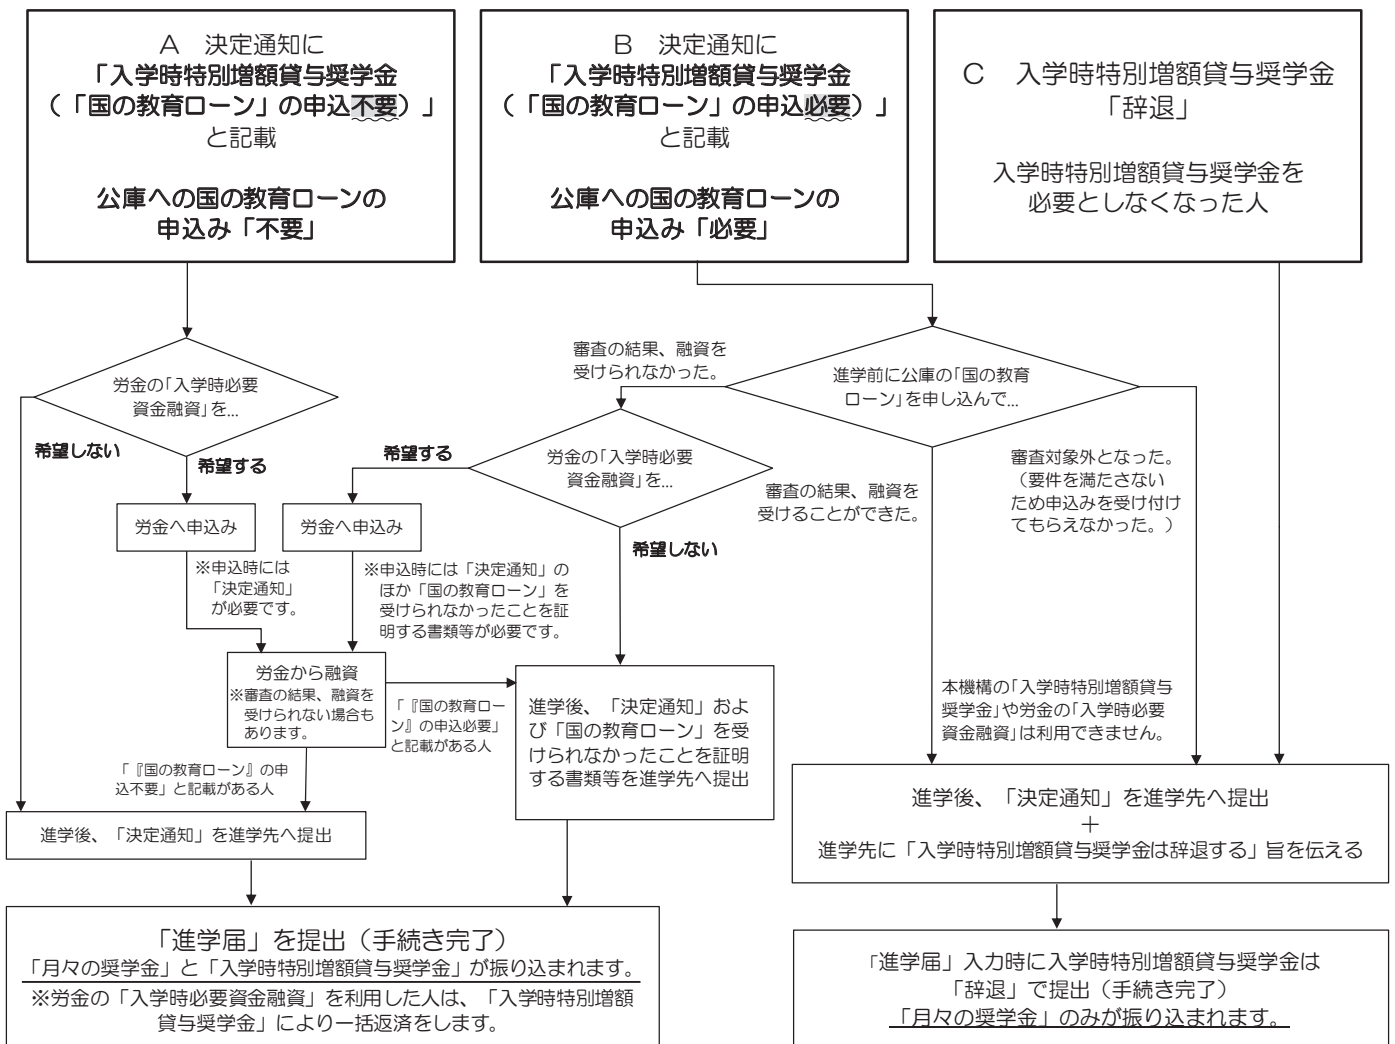 A　決定通知に
「入学時特別増額貸与奨学金
（「国の教育ローン」の申込不要）」
と記載
公庫への国の教育ローンの
申込み「不要」
B　決定通知に
「入学時特別増額貸与奨学金
（「国の教育ローン」の申込必要）」
と記載
公庫への国の教育ローンの
申込み「必要」
C　入学時特別増額貸与奨学金
「辞退」
入学時特別増額貸与奨学金を
必要としなくなった人
労金の「入学時必要
資金融資」を...
希望しない
希望する
労金へ申込み
※申込時には
「決定通知」
が必要です。
審査の結果、融資を
受けられなかった。
進学前に公庫の「国の教育
ローン」を申し込んで...
労金の「入学時必要
資金融資」を...
希望する
希望しない
労金へ申込み
※申込時には「決定通知」の
ほか「国の教育ローン」を
受けられなかったことを証
明する書類等が必要です。
審査の結果、融資を
受けることができた。
審査対象外となった。
（要件を満たさない
ため申込みを受け付け
てもらえなかった。）
労金から融資
※審査の結果、融資を
受けられない場合も
あります。
「『国の教育ロー
ン』の申込必要」
と記載がある人
「『国の教育ローン』の申
込不要」と記載がある人
進学後、「決定通知」およ
び「国の教育ローン」を受
けられなかったことを証明
する書類等を進学先へ提出
本機構の「入学時特別増額貸与
奨学金」や労金の「入学時必要
資金融資」は利用できません。
進学後、「決定通知」を進学先へ提出
進学後、「決定通知」を進学先へ提出
＋
進学先に「入学時特別増額貸与奨学金は辞退する」旨を伝える
「進学届」を提出（手続き完了）
「月々の奨学金」と「入学時特別増額貸与奨学金」が振り込まれます。
※労金の「入学時必要資金融資」を利用した人は、「入学時特別増額
貸与奨学金」により一括返済をします。
「進学届」入力時に入学時特別増額貸与奨学金は
「辞退」で提出（手続き完了）
「月々の奨学金」のみが振り込まれます。